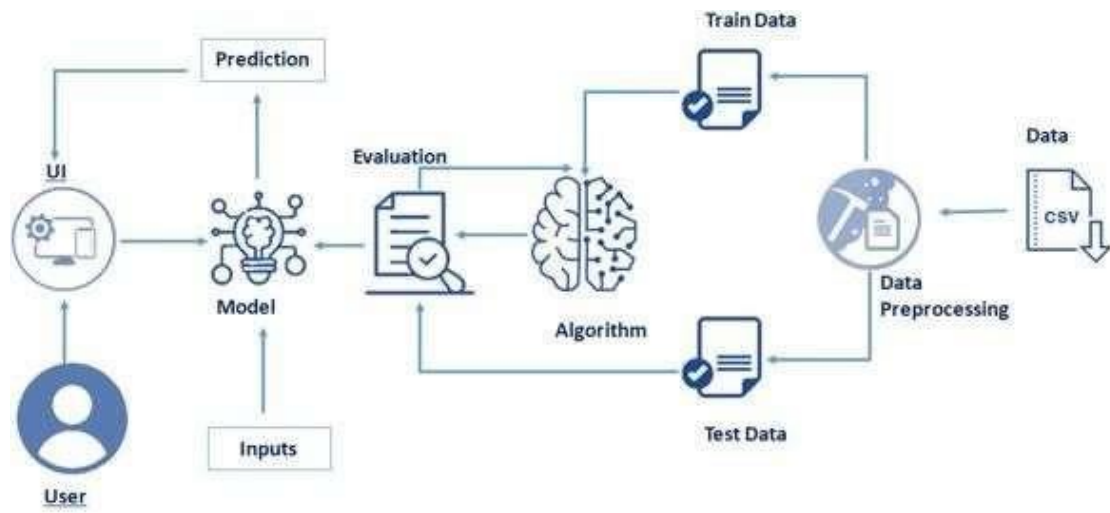 Train Data
Prediction
Data
Evaluation
UI
CSV
Model
Algorithm
Data
Preprocessing
Inputs
Test Data
User